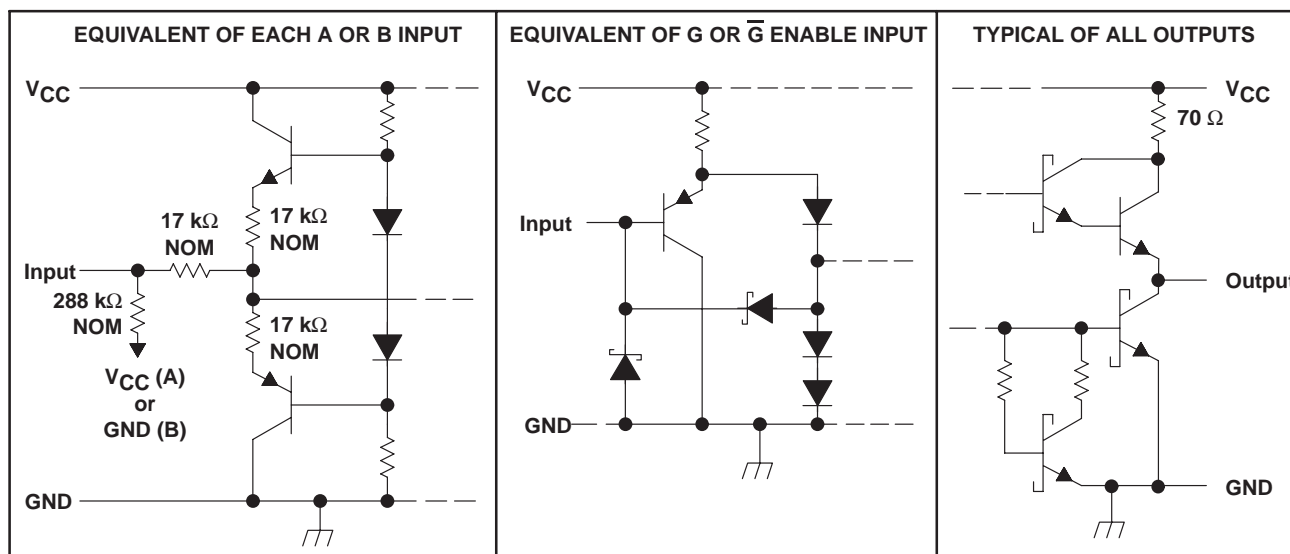 EQUIVALENT OF EACH A OR B INPUT
VCC
17 kΩ
NOM
17 kΩ
NOM
Input
288 kΩ
NOM
17 kΩ
NOM
VCC (A)
or
GND (B)
GND
EQUIVALENT OF G OR G̅ ENABLE INPUT
VCC
Input
GND
TYPICAL OF ALL OUTPUTS
VCC
70 Ω
Output
GND